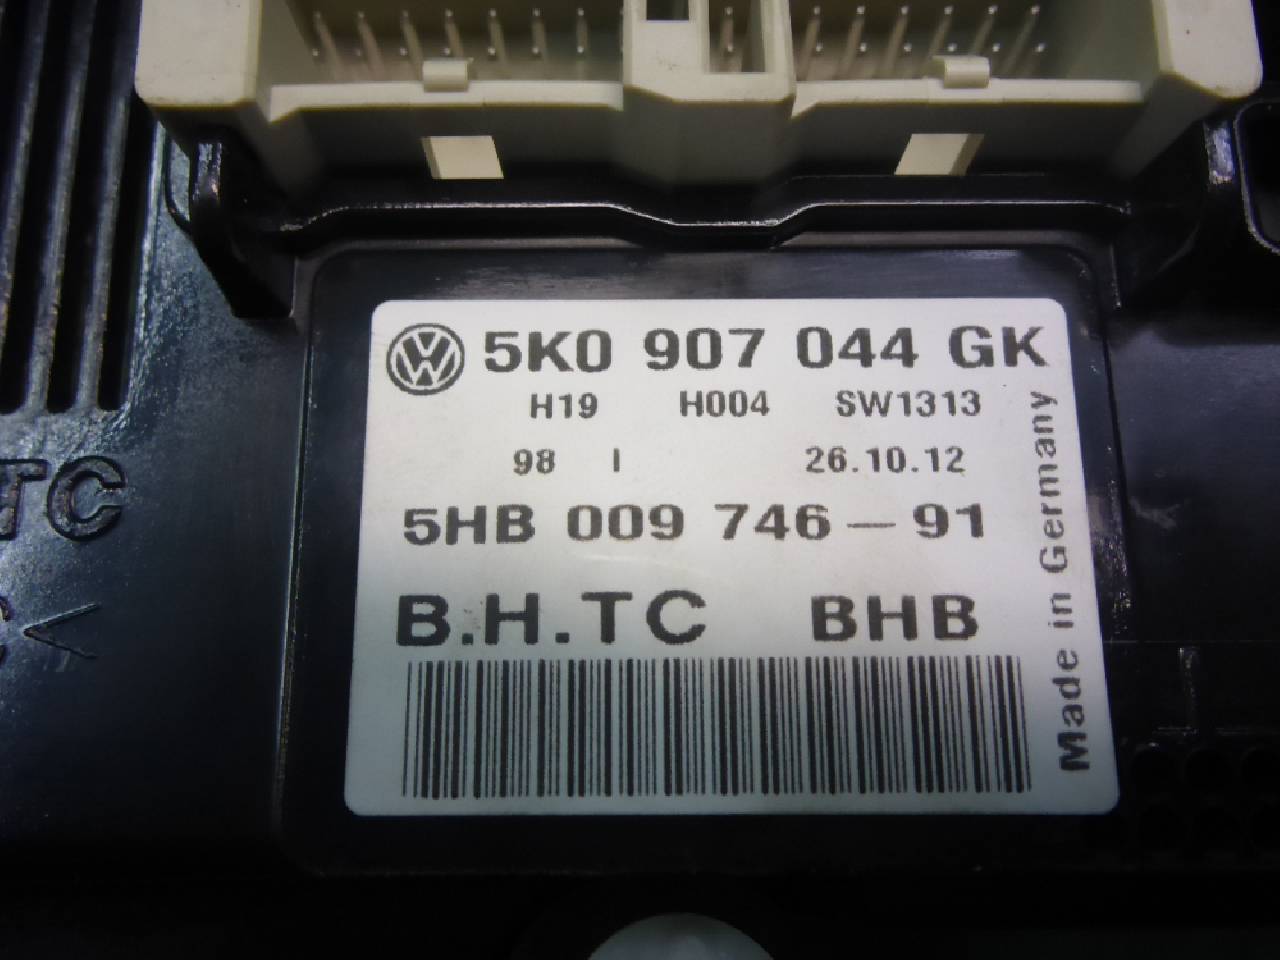 VW 5K0 907 044 GK
H19 H004 SW1313
98 I 26.10.12
5HB 009 746-91
B.H.TC BHB
Made in Germany
TC